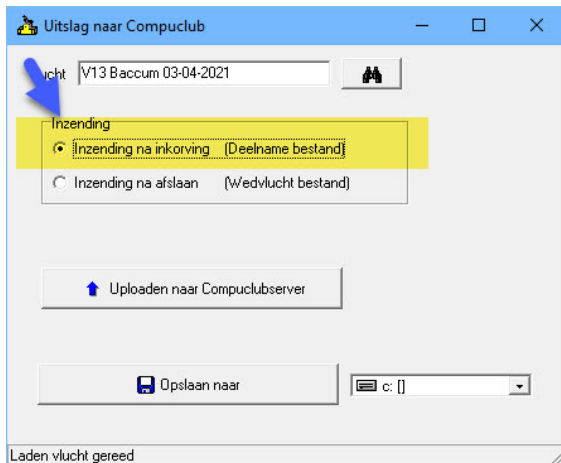 Uitslag naar Compuclub
ucht V13 Baccum 03-04-2021
Inzending
Inzending na inkorving (Deelname bestand)
Inzending na afslaan (Wedvlucht bestand)
Uploaden naar Compuclubserver
Opslaan naar c: []
Laden vlucht gereed